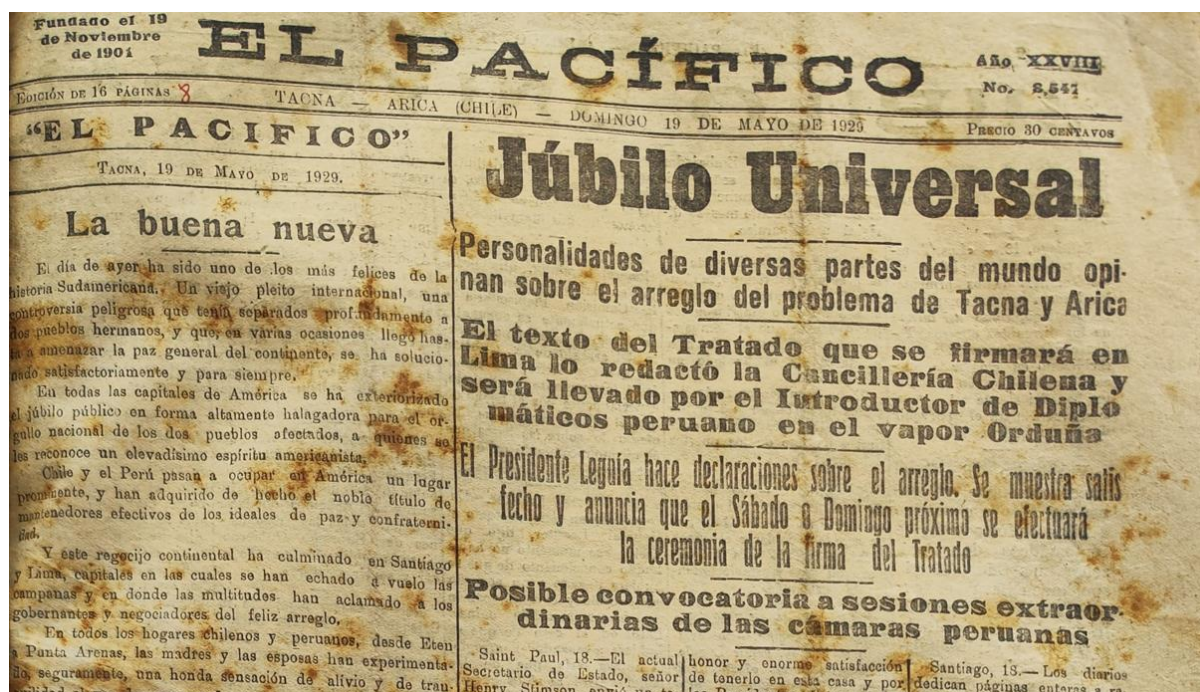 Fundado el 19
de Noviembre
de 1901
EL PACÍFICO
Año XXVIII
No. 8,541
EDICIÓN DE 16 PÁGINAS 8
TACNA — ARICA (CHILE) — DOMINGO 19 DE MAYO DE 1929
PRECIO 30 CENTAVOS
“EL PACIFICO”
TACNA, 19 DE MAYO DE 1929.
La buena nueva
El día de ayer ha sido uno de los más felices de la
historia Sudamericana. Un viejo pleito internacional, una
controversia peligrosa que tenía separados profundamente a
dos pueblos hermanos, y que, en varias ocasiones llegó has-
ta a amenazar la paz general del continente, se ha solucio-
nado satisfactoriamente y para siempre.
En todas las capitales de América se ha exteriorizado
el júbilo público en forma altamente halagadora para el or-
gullo nacional de los dos pueblos afectados, a quienes se
les reconoce un elevadísimo espíritu americanista.
Chile y el Perú pasan a ocupar en América un lugar
prominente, y han adquirido de hecho el noble título de
mantenedores efectivos de los ideales de paz y confraterni-
dad.
Y este regocijo continental ha culminado en Santiago
y Lima, capitales en las cuales se han echado a vuelo las
campanas y en donde las multitudes han aclamado a los
gobernantes y negociadores del feliz arreglo.
En todos los hogares chilenos y peruanos, desde Eten
a Punta Arenas, las madres y las esposas han experimenta-
do, seguramente, una honda sensación de alivio y de tran-
Júbilo Universal
Personalidades de diversas partes del mundo opi-
nan sobre el arreglo del problema de Tacna y Arica
El texto del Tratado que se firmará en
Lima lo redactó la Cancillería Chilena y
será llevado por el Introductor de Diplo
máticos peruano en el vapor Orduña
El Presidente Leguía hace declaraciones sobre el arreglo. Se muestra satis
fecho y anuncia que el Sábado o Domingo próximo se efectuará
la ceremonia de la firma del Tratado
Posible convocatoria a sesiones extraor-
dinarias de las cámaras peruanas
Saint Paul, 18.—El actual
Secretario de Estado, señor
Henry Stimson envió
honor y enorme satisfacción
de tenerlo en esta casa y por
Santiago, 18.—Los diarios
dedican páginas enteras